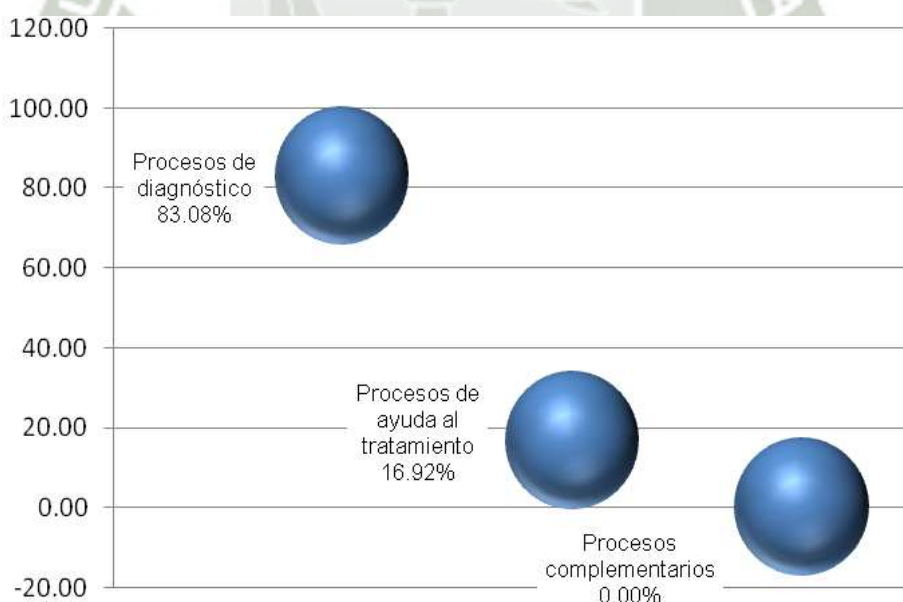 120.00
100.00
80.00
60.00
40.00
20.00
0.00
-20.00
Procesos de
diagnóstico
83.08%
Procesos de
ayuda al
tratamiento
16.92%
Procesos
complementarios
0.00%